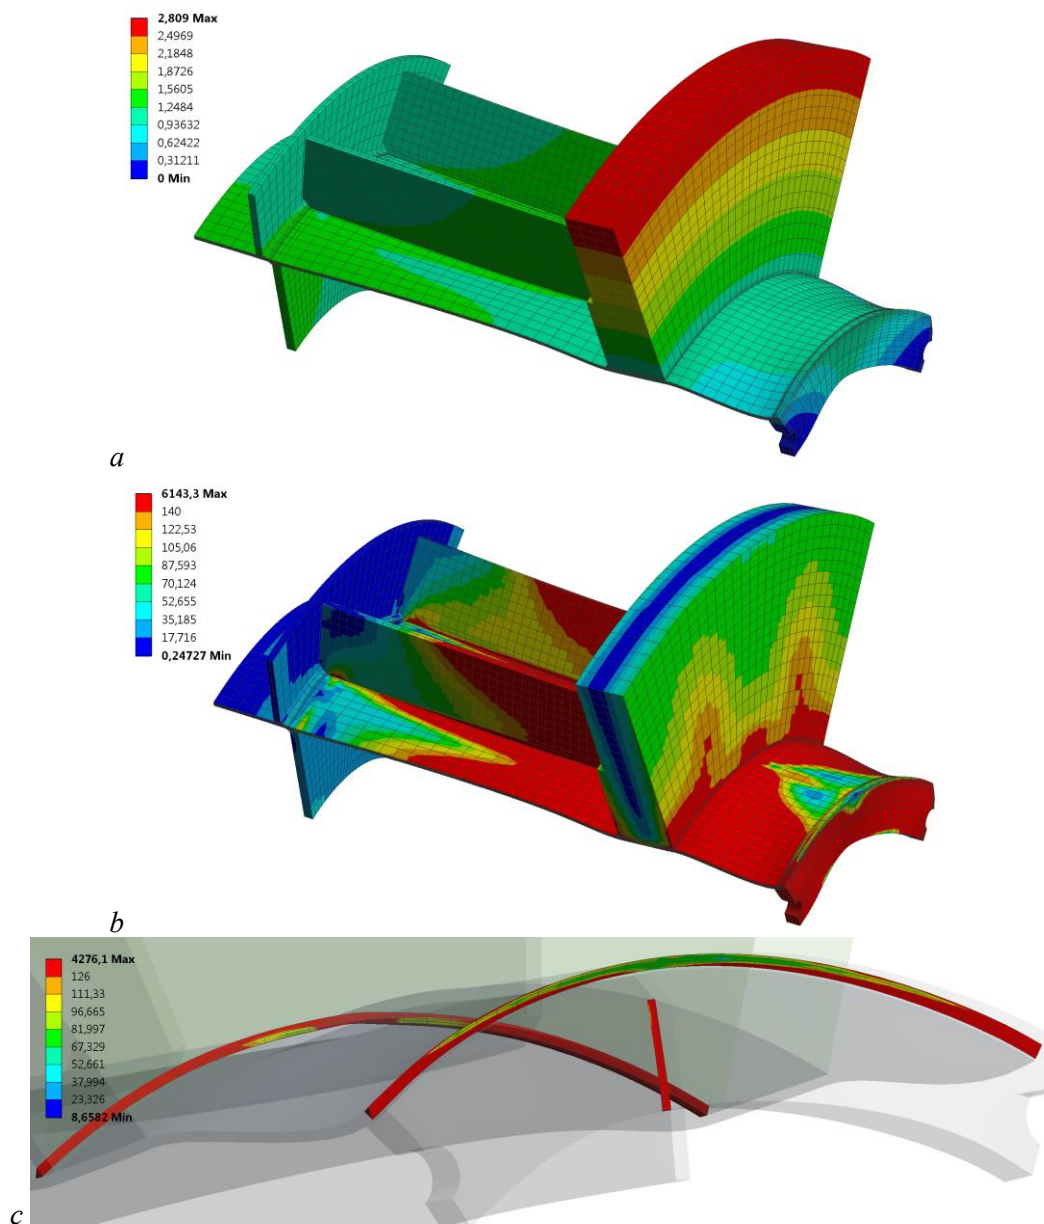 2,809 Max
2,4969
2,1848
1,8726
1,5605
1,2484
0,93632
0,62422
0,31211
0 Min
a
6143,3 Max
140
122,53
105,06
87,593
70,124
52,655
35,185
17,716
0,24727 Min
b
4276,1 Max
126
111,33
96,665
81,997
67,329
52,661
37,994
23,326
8,6582 Min
c